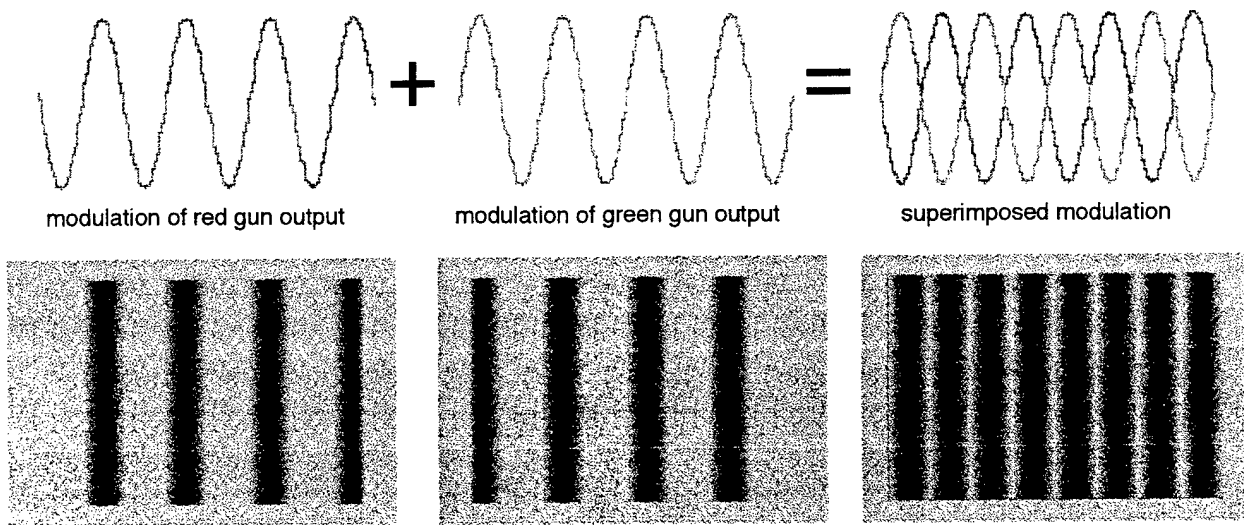 +
=
modulation of red gun output
modulation of green gun output
superimposed modulation